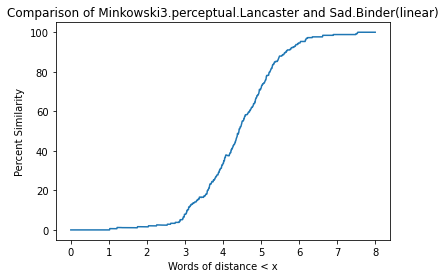 Comparison of Minkowski3.perceptual.Lancaster and Sad.Binder(linear)
100
80
60
40
20
0
Percent Similarity
0 1 2 3 4 5 6 7 8
Words of distance < x